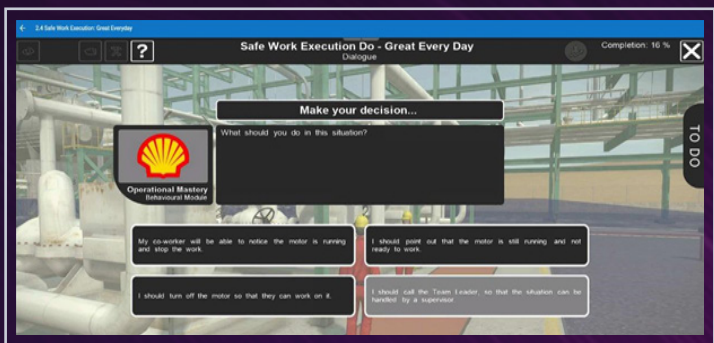 2.4 Safe Work Execution: Great Everyday
?
Safe Work Execution Do - Great Every Day
Dialogue
Completion: 16 %
X
TO DO
Make your decision...
What should you do in this situation?
Operational Mastery
Behavioural Module
My co-worker will be able to notice the motor is running
and stop the work.
I should point out that the motor is still running and not
ready to work.
I should turn off the motor so that they can work on it.
I should call the Team Leader, so that the situation can be
handled by a supervisor